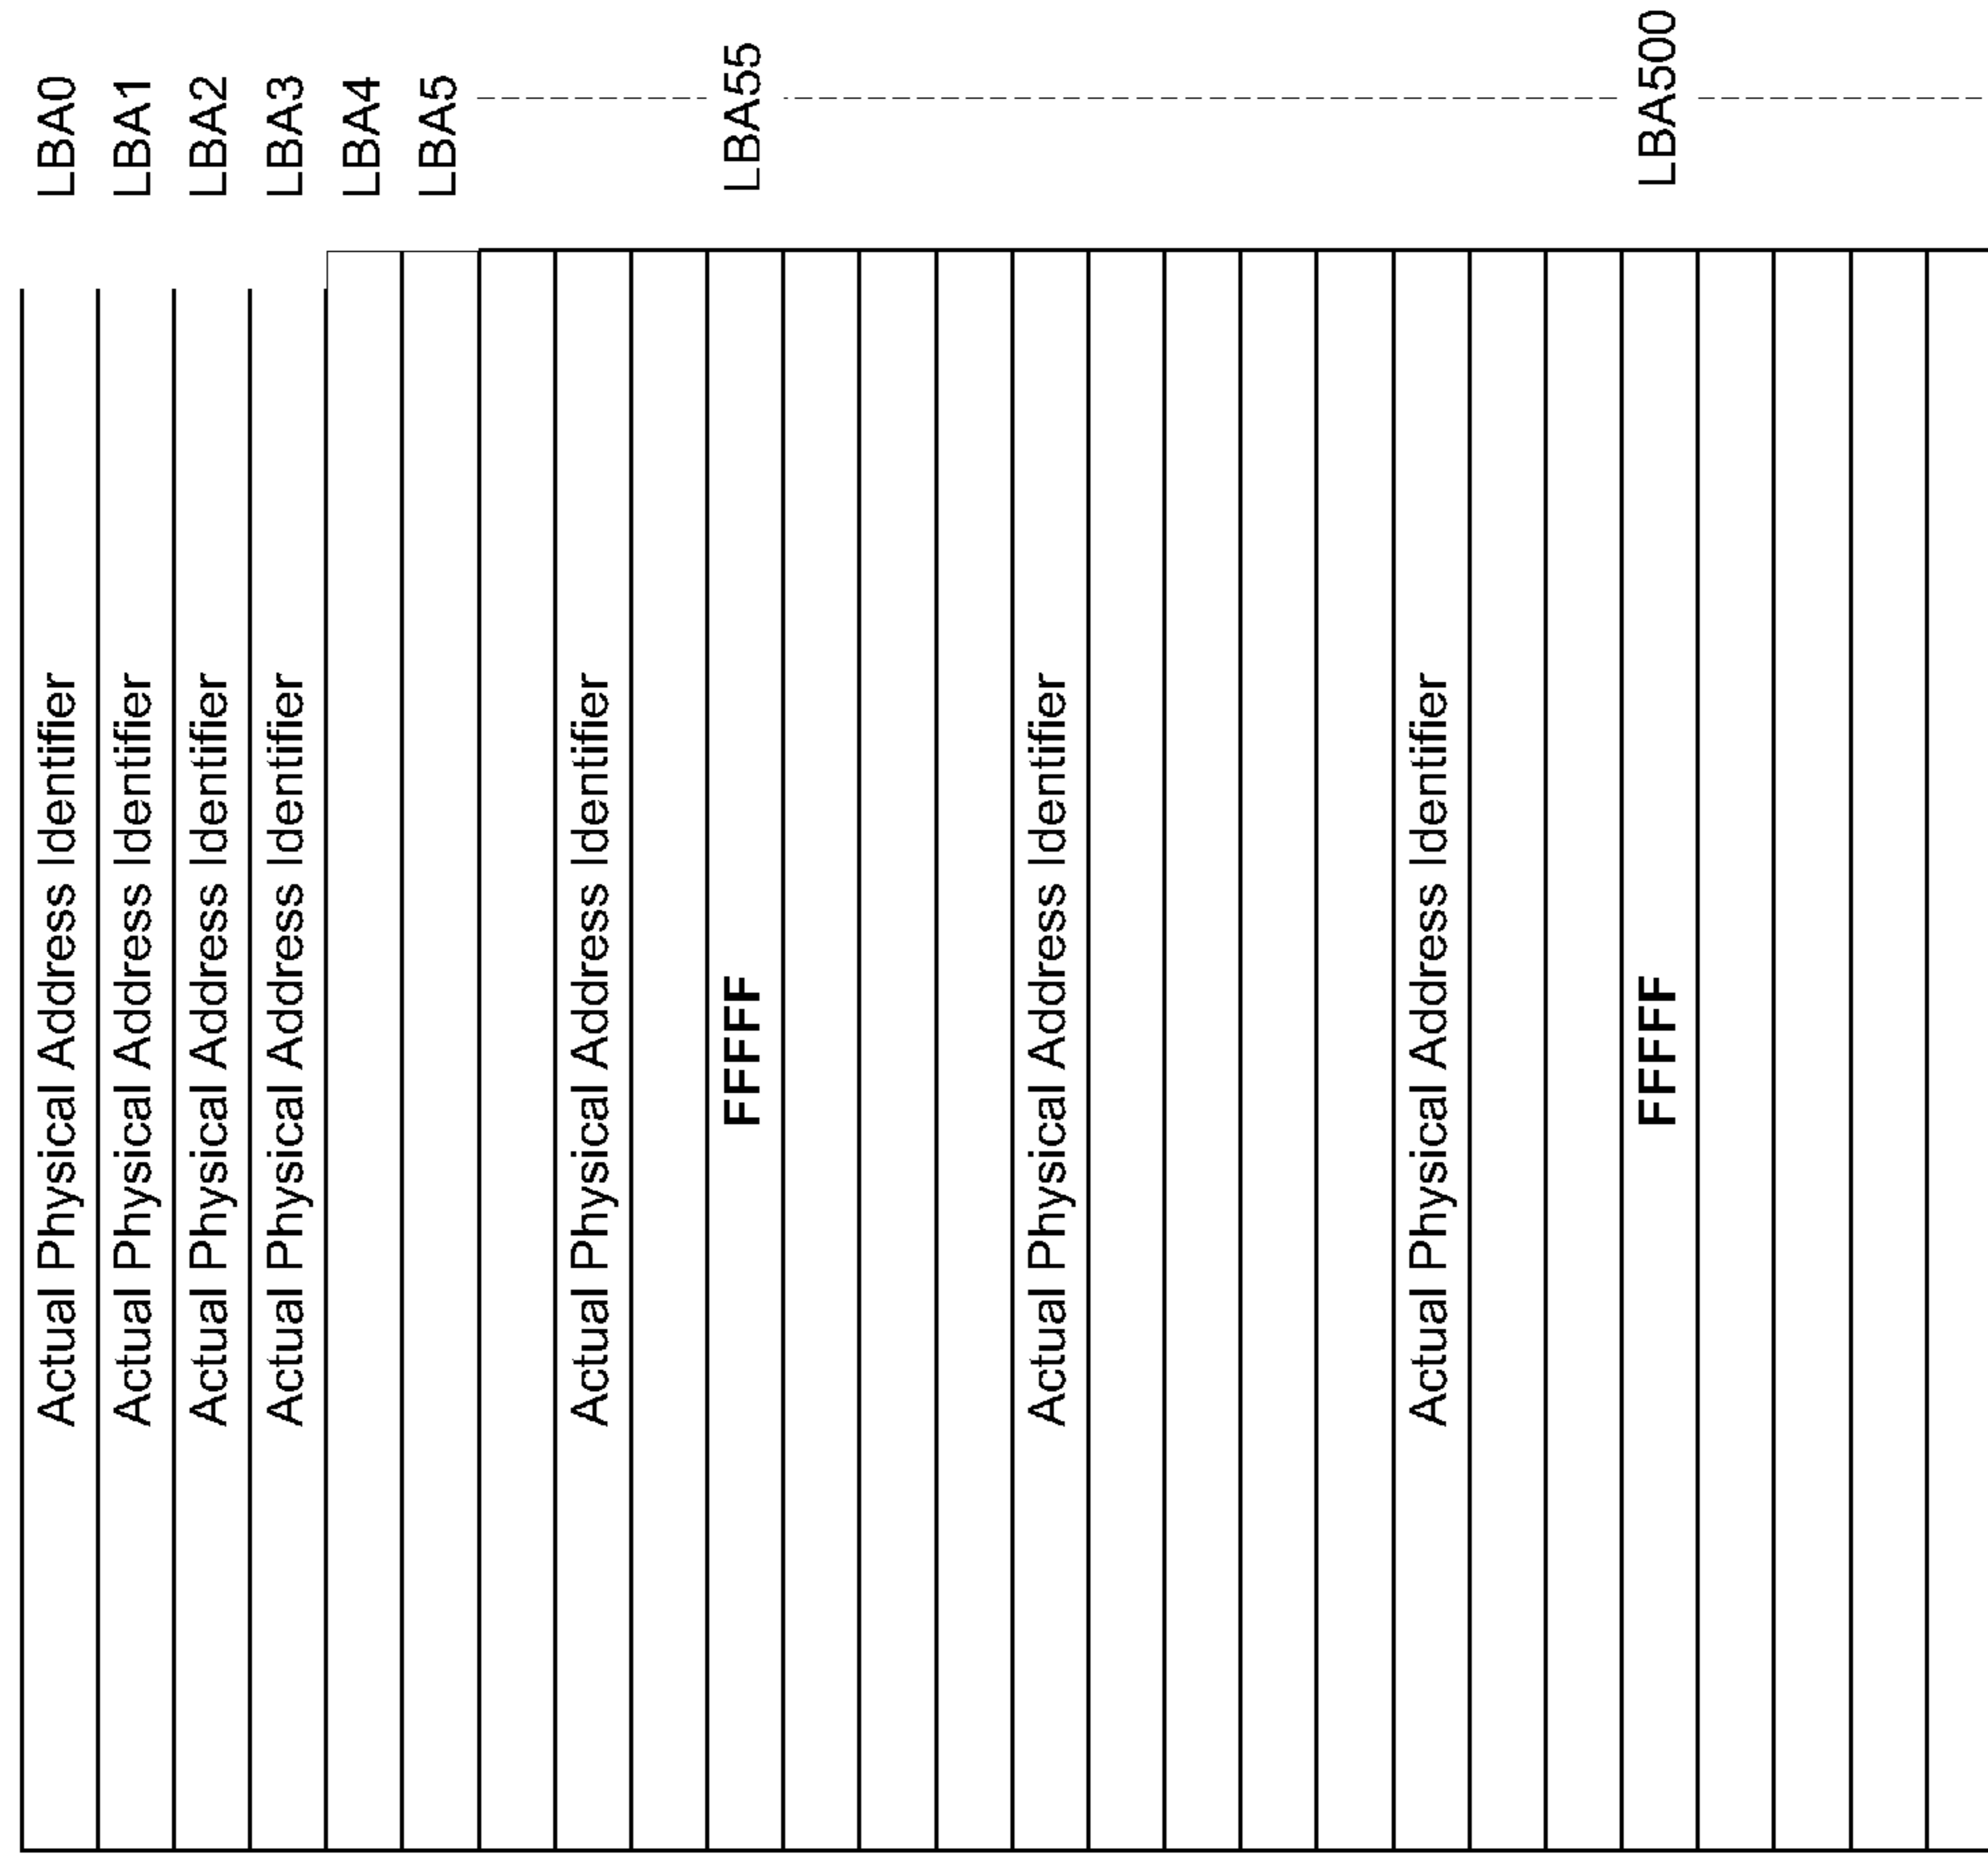 LBA0
Actual Physical Address Identifier
LBA1
Actual Physical Address Identifier
LBA2
Actual Physical Address Identifier
LBA3
Actual Physical Address Identifier
LBA4
LBA5
Actual Physical Address Identifier
LBA55
FFFFF
Actual Physical Address Identifier
Actual Physical Address Identifier
LBA500
FFFFF